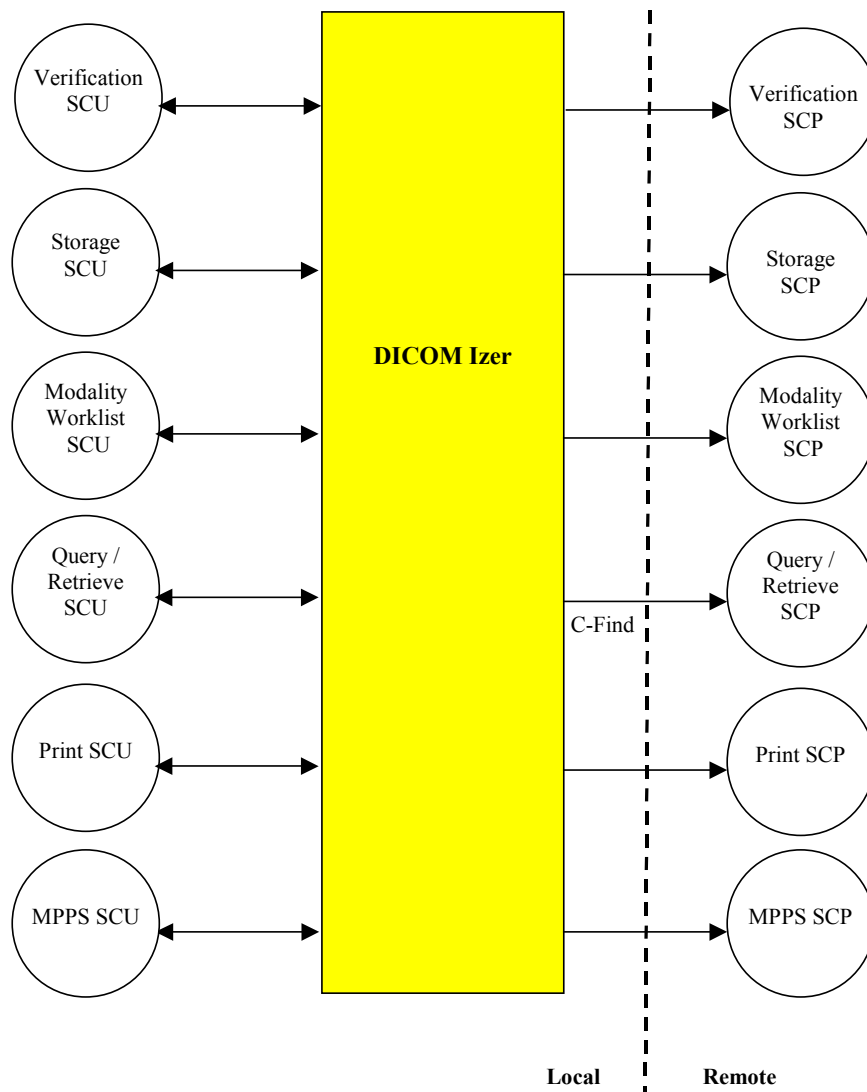 Verification
SCU
Verification
SCP
Storage
SCU
Storage
SCP
DICOM Izer
Modality
Worklist
SCU
Modality
Worklist
SCP
Query /
Retrieve
SCU
C-Find
Query /
Retrieve
SCP
Print SCU
Print SCP
MPPS SCU
MPPS SCP
Local
Remote